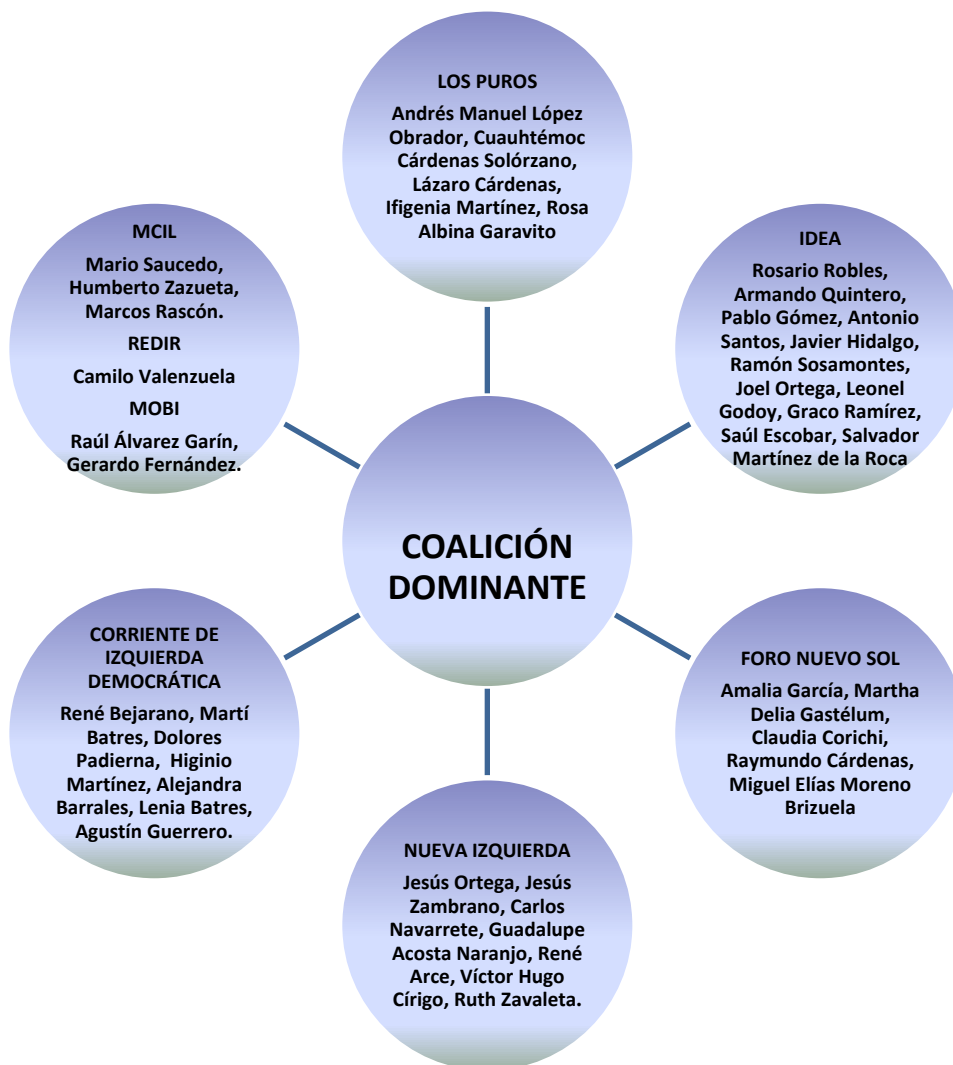 LOS PUROS
Andrés Manuel López
Obrador, Cuauhtémoc
Cárdenas Solórzano,
Lázaro Cárdenas,
Ifigenia Martínez, Rosa
Albina Garavito
MCIL
Mario Saucedo,
Humberto Zazueta,
Marcos Rascón.
REDIR
Camilo Valenzuela
MOBI
Raúl Álvarez Garín,
Gerardo Fernández.
IDEA
Rosario Robles,
Armando Quintero,
Pablo Gómez, Antonio
Santos, Javier Hidalgo,
Ramón Sosamontes,
Joel Ortega, Leonel
Godoy, Graco Ramírez,
Saúl Escobar, Salvador
Martínez de la Roca
COALICIÓN
DOMINANTE
CORRIENTE DE
IZQUIERDA
DEMOCRÁTICA
René Bejarano, Martí
Batres, Dolores
Padierna, Higinio
Martínez, Alejandra
Barrales, Lenia Batres,
Agustín Guerrero.
FORO NUEVO SOL
Amalia García, Martha
Delia Gastélum,
Claudia Corichi,
Raymundo Cárdenas,
Miguel Elías Moreno
Brizuela
NUEVA IZQUIERDA
Jesús Ortega, Jesús
Zambrano, Carlos
Navarrete, Guadalupe
Acosta Naranjo, René
Arce, Víctor Hugo
Círigo, Ruth Zavaleta.